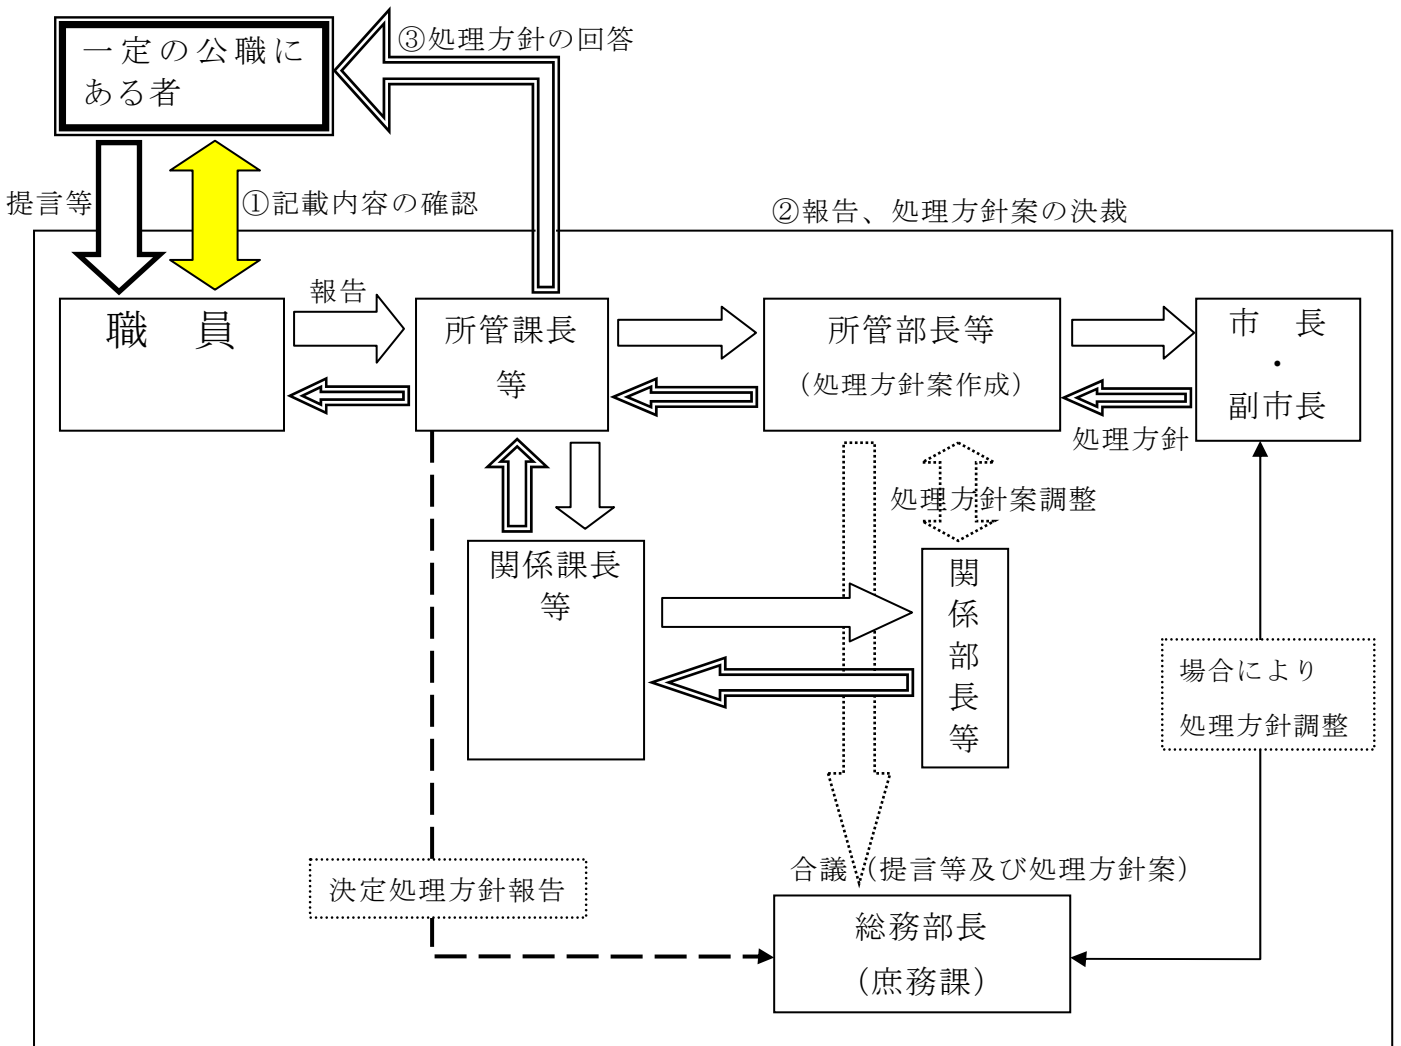 一定の公職に
ある者
③処理方針の回答
提言等
①記載内容の確認
②報告、処理方針案の決裁
職　員
報告
所管課長
等
所管部長等
（処理方針案作成）
市　長
・
副市長
処理方針
処理方針案調整
関係課長
等
関係部長等
場合により
処理方針調整
決定処理方針報告
合議（提言等及び処理方針案）
総務部長
（庶務課）